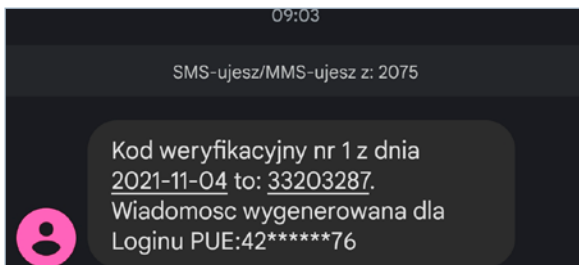 09:03
SMS-ujesz/MMS-ujesz z: 2075
Kod weryfikacyjny nr 1 z dnia
2021-11-04 to: 33203287.
Wiadomosc wygenerowana dla
Loginu PUE:42******76